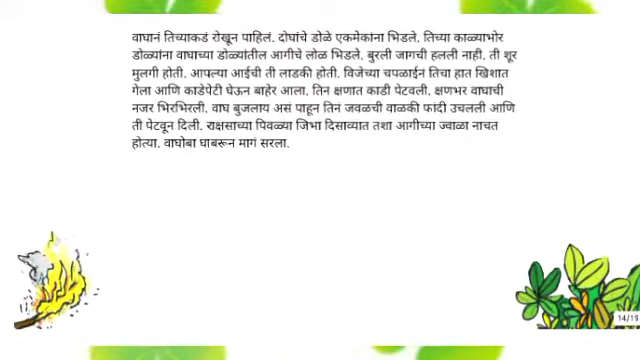 वाघानं तिच्याकडं रोखून पाहिलं. दोघांचे डोळे एकमेकांना भिडले. तिच्या काळ्याभोर
डोळ्यांना वाघाच्या डोळ्यांतील आगीचे लोळ भिडले. बुरली जागची हलली नाही. ती शूर
मुलगी होती. आपल्या आईची ती लाडकी होती. विजेच्या चपळाईन तिचा हात खिशात
गेला आणि काडेपेटी घेऊन बाहेर आला. तिनं क्षणात काडी पेटवली. क्षणभर वाघाची
नजर भिरभिरली. वाघ बुजलाय असं पाहून तिनं जवळची वाळकी फांदी उचलली आणि
ती पेटवून दिली. राक्षसाच्या पिवळ्या जिभा दिसाव्यात तशा आगीच्या ज्वाळा नाचत
होत्या. वाघोबा घाबरून मागं सरला.
14/19